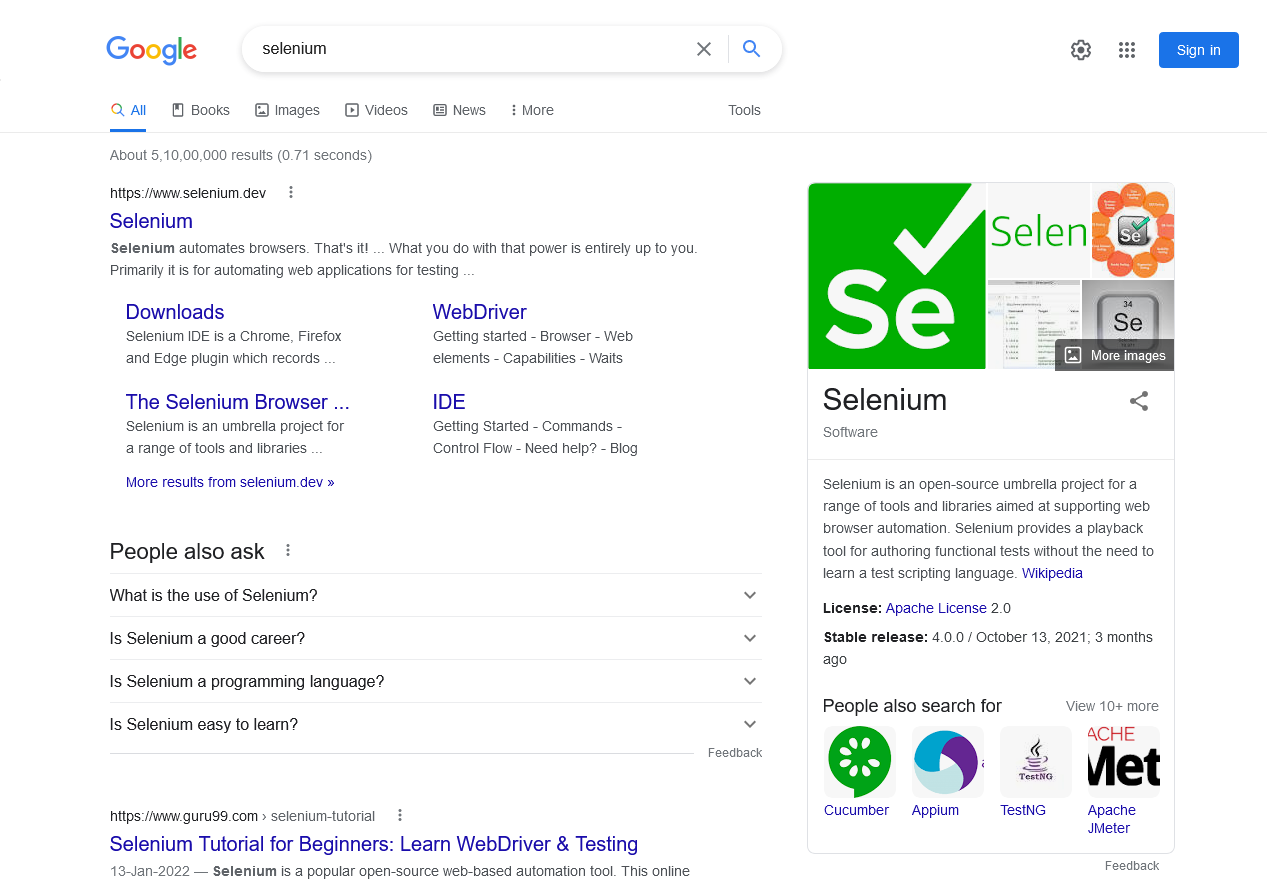 Google
selenium
Sign in
All
Books
Images
Videos
News
More
Tools
About 5,10,00,000 results (0.71 seconds)
https://www.selenium.dev
Selenium
Selenium automates browsers. That's it! ... What you do with that power is entirely up to you.
Primarily it is for automating web applications for testing ...
Downloads
Selenium IDE is a Chrome, Firefox
and Edge plugin which records ...
WebDriver
Getting started - Browser - Web
elements - Capabilities - Waits
The Selenium Browser ...
Selenium is an umbrella project for
a range of tools and libraries ...
IDE
Getting Started - Commands -
Control Flow - Need help? - Blog
More results from selenium.dev »
People also ask
What is the use of Selenium?
Is Selenium a good career?
Is Selenium a programming language?
Is Selenium easy to learn?
Feedback
https://www.guru99.com › selenium-tutorial
Selenium Tutorial for Beginners: Learn WebDriver & Testing
13-Jan-2022 — Selenium is a popular open-source web-based automation tool. This online
Se
Selen
Se
34
Se
More images
Selenium
Software
Selenium is an open-source umbrella project for a
range of tools and libraries aimed at supporting web
browser automation. Selenium provides a playback
tool for authoring functional tests without the need to
learn a test scripting language. Wikipedia
License: Apache License 2.0
Stable release: 4.0.0 / October 13, 2021; 3 months
ago
People also search for
View 10+ more
TestNG
ACHE
Met
Cucumber
Appium
TestNG
Apache
JMeter
Feedback